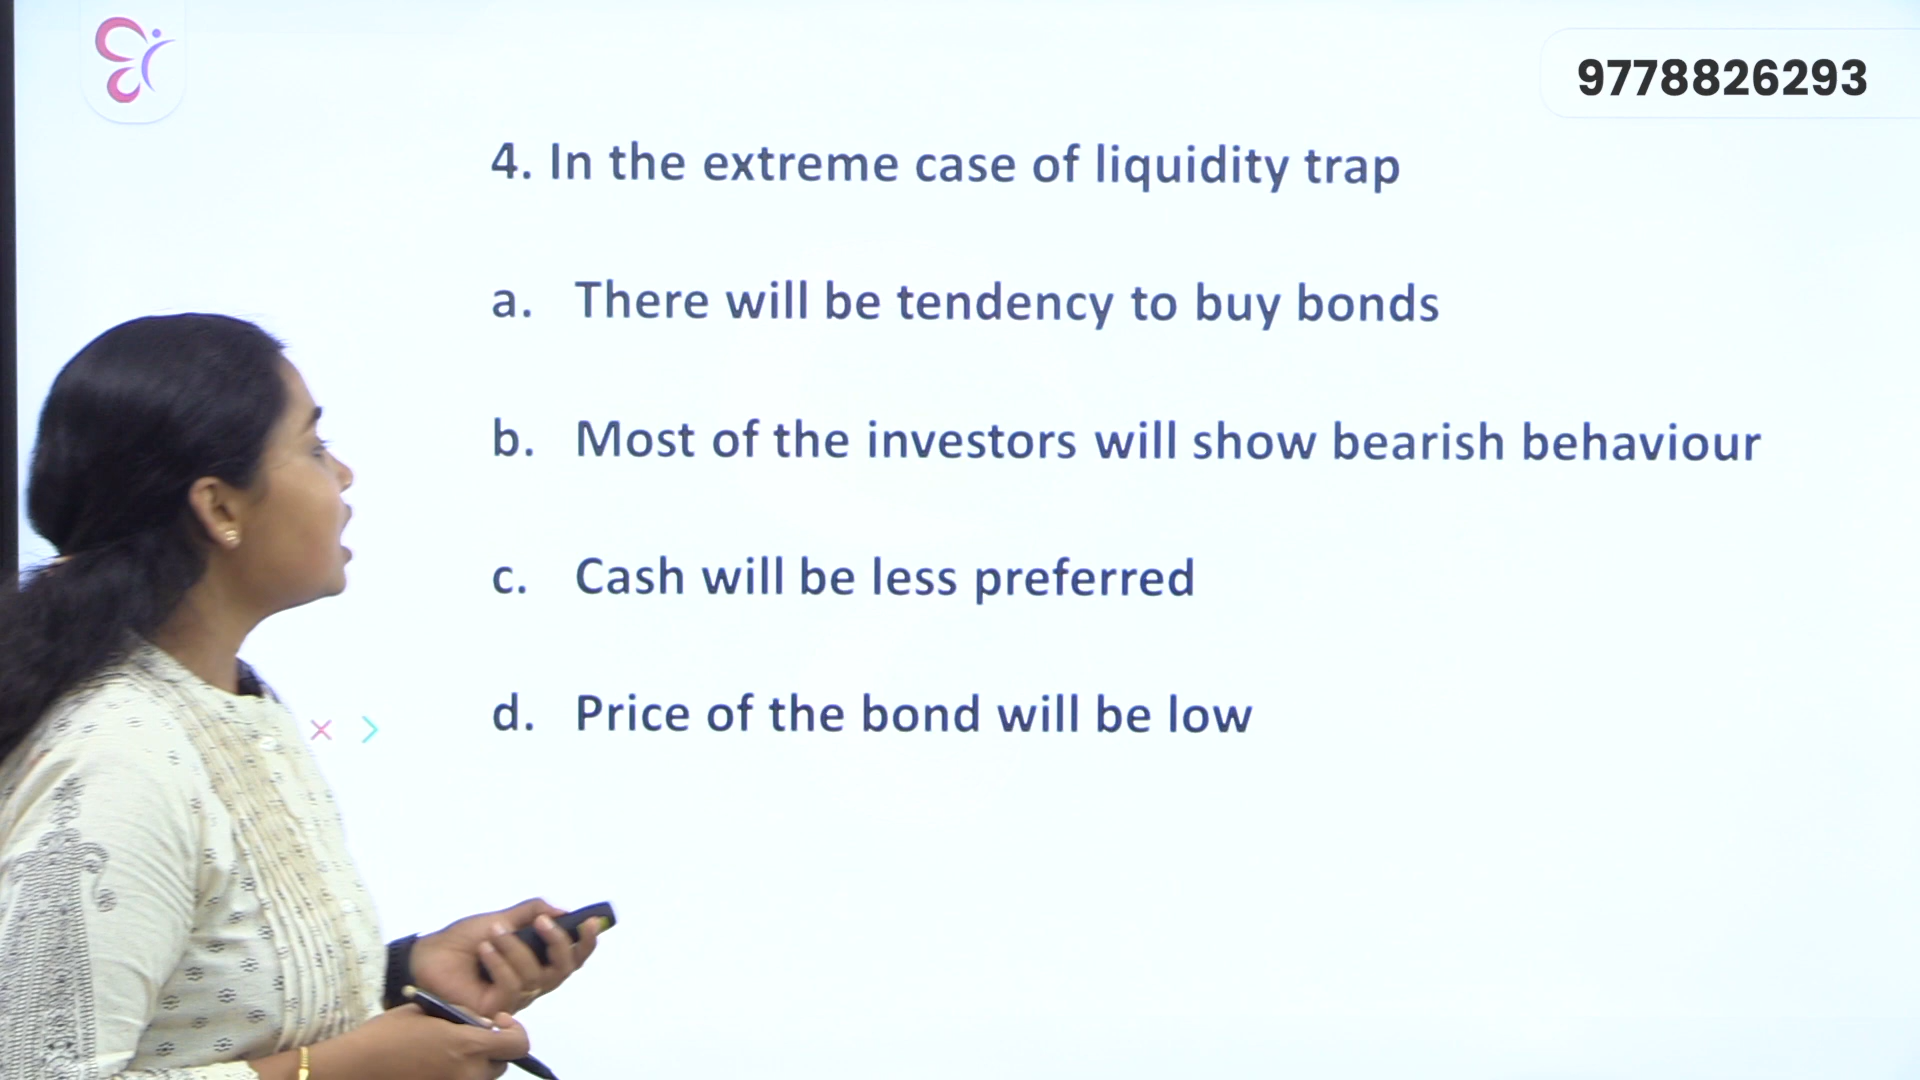 9778826293
4. In the extreme case of liquidity trap
a. There will be tendency to buy bonds
b. Most of the investors will show bearish behaviour
c. Cash will be less preferred
d. Price of the bond will be low